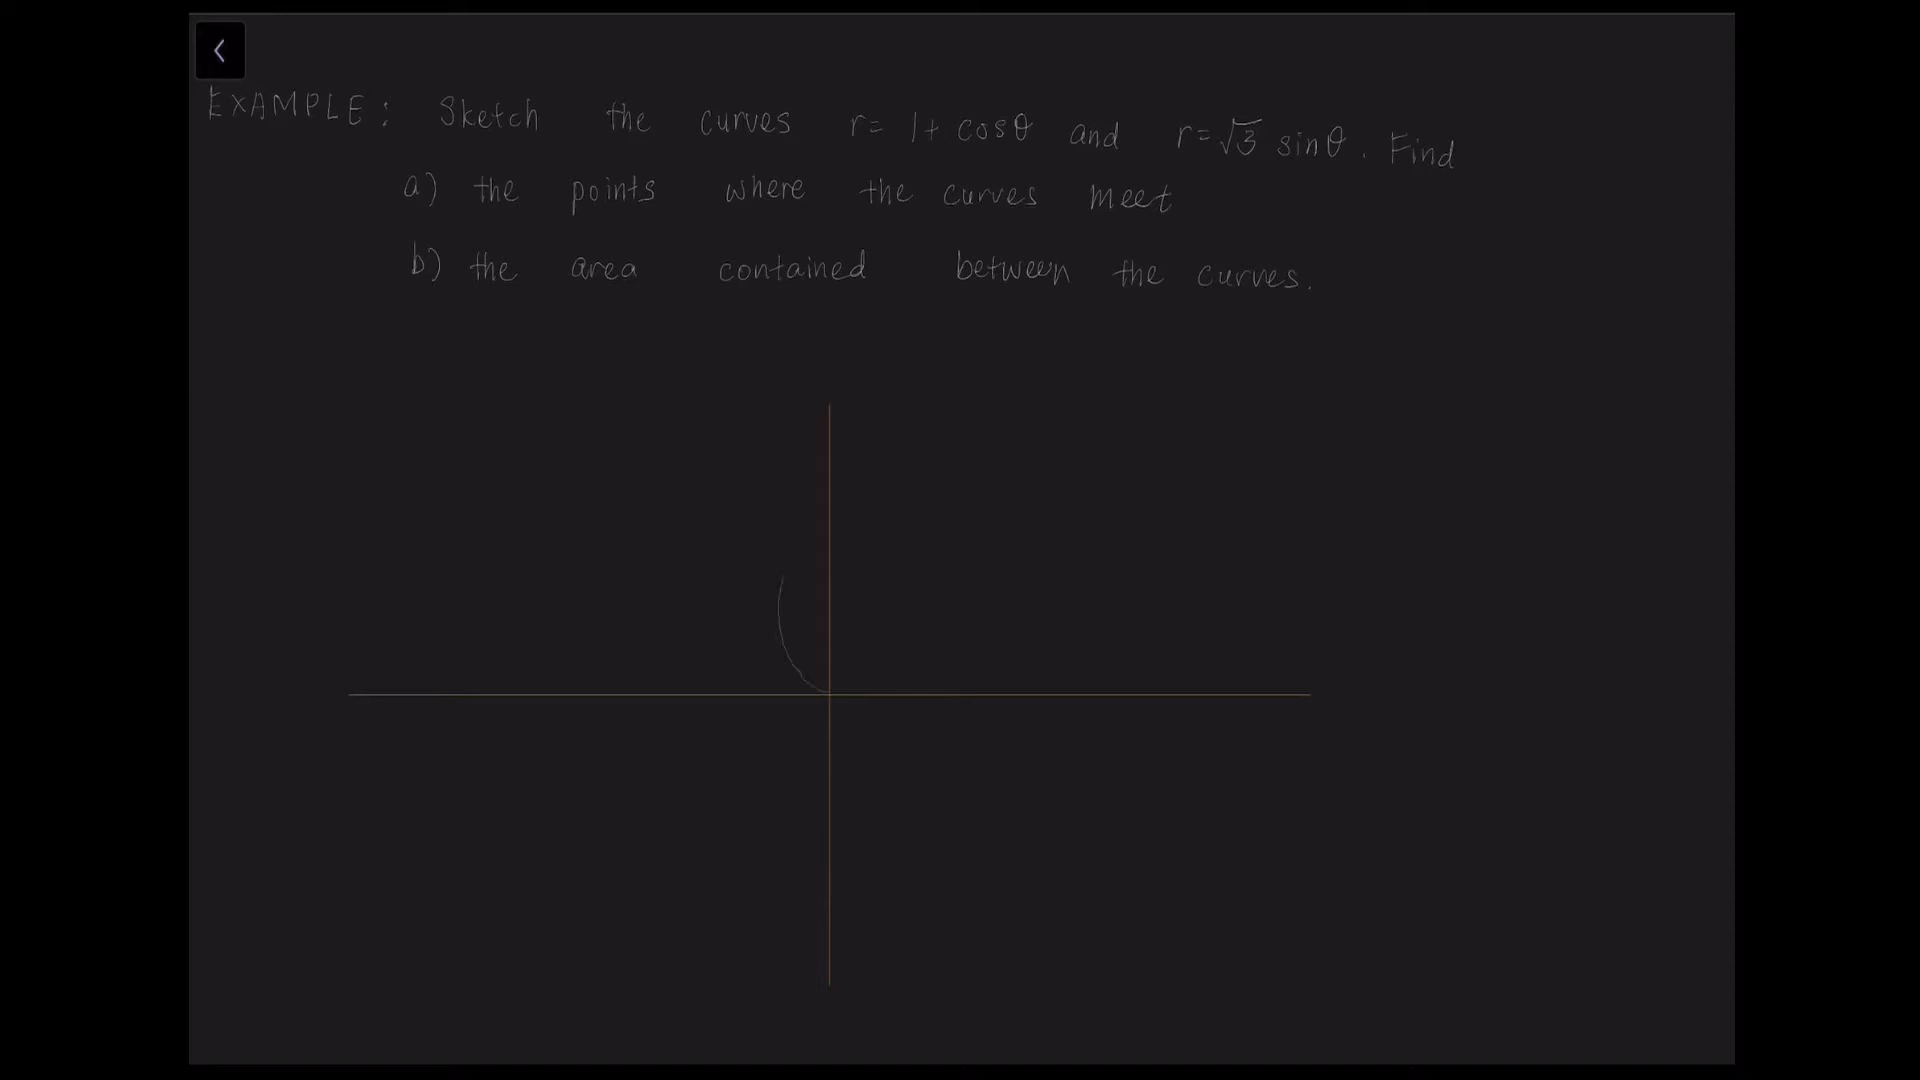 EXAMPLE: Sketch the curves r= 1+ cosθ and r=√3 sinθ. Find
a) the points where the curves meet
b) the area contained between the curves.